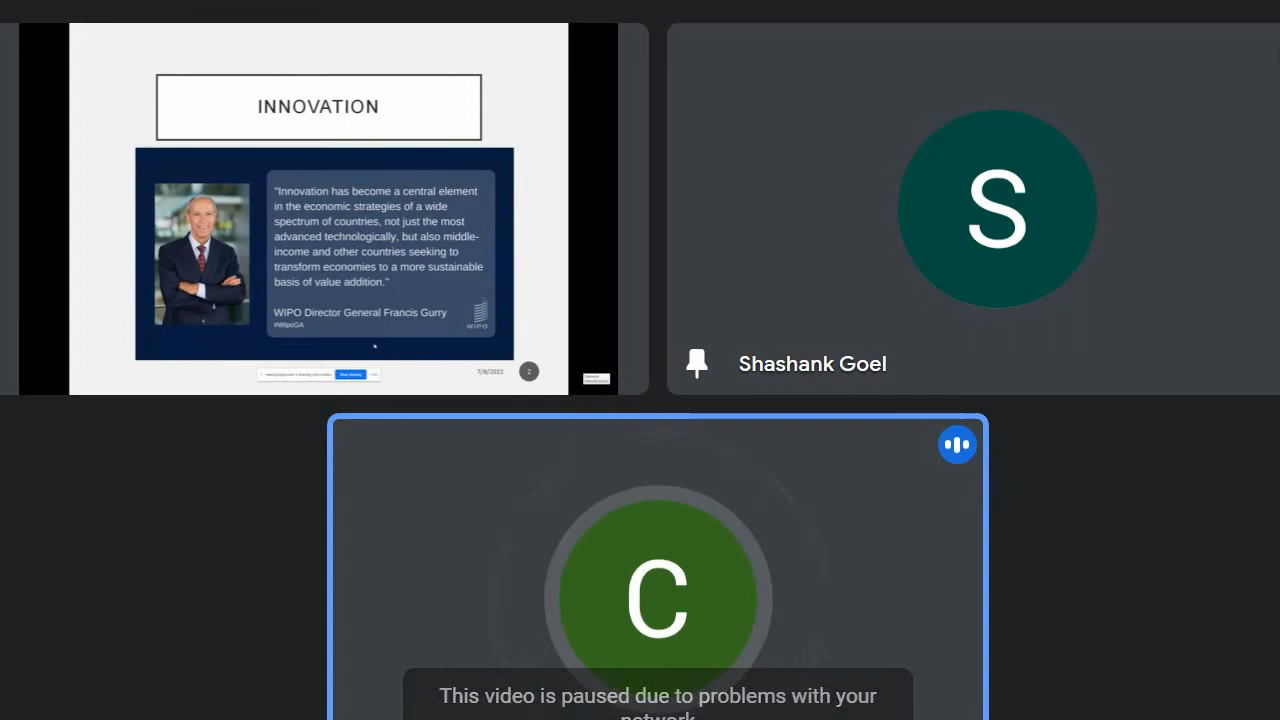 INNOVATION
"Innovation has become a central element
in the economic strategies of a wide
spectrum of countries, not just the most
advanced technologically, but also middle-
income and other countries seeking to
transform economies to a more sustainable
basis of value addition."
WIPO Director General Francis Gurry
#WipoGA
WIPO
Stop sharing
7/8/2022
2
S
Shashank Goel
C
This video is paused due to problems with your
network